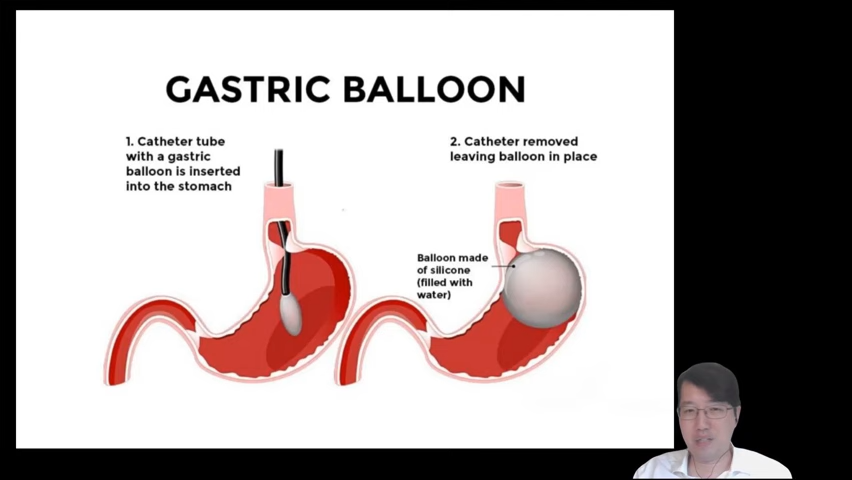 GASTRIC BALLOON
1. Catheter tube
with a gastric
balloon is inserted
into the stomach
2. Catheter removed
leaving balloon in place
Balloon made
of silicone
(filled with
water)